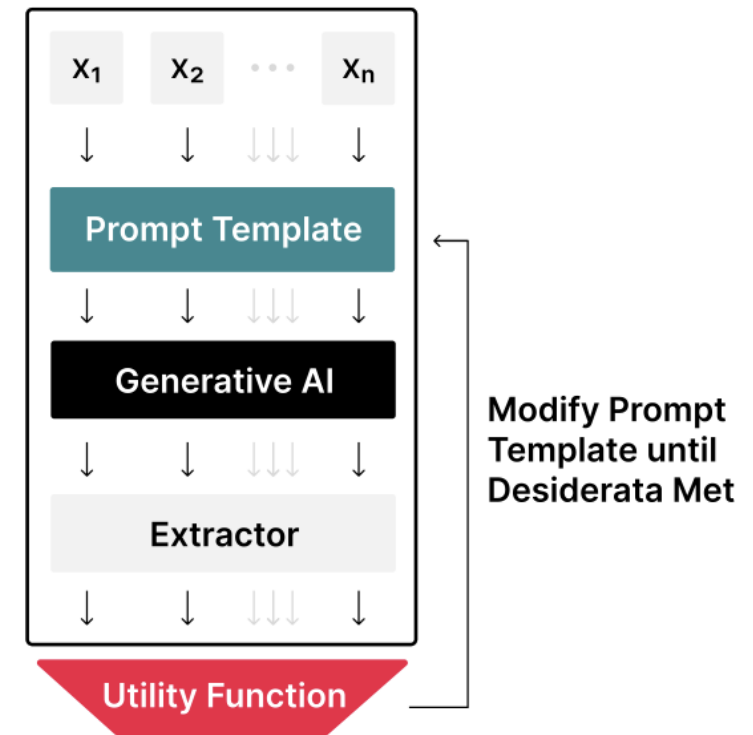 x₁ x₂ ··· xₙ
Prompt Template
Generative AI
Extractor
Utility Function
Modify Prompt
Template until
Desiderata Met